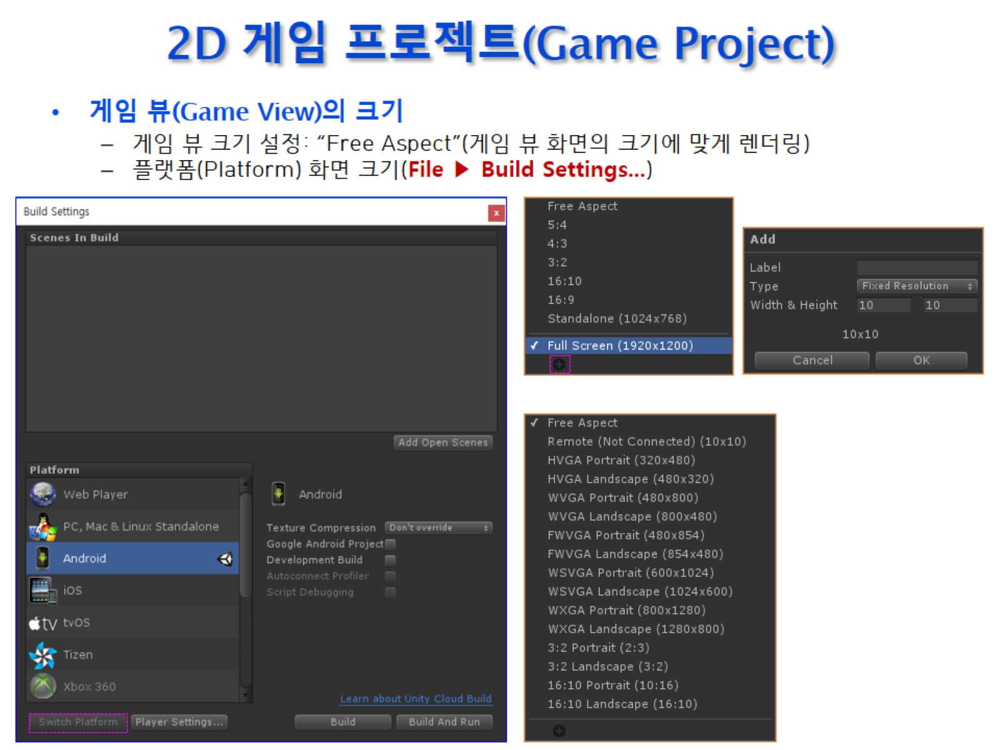 2D 게임 프로젝트(Game Project)
• 게임 뷰(Game View)의 크기
– 게임 뷰 크기 설정: “Free Aspect”(게임 뷰 화면의 크기에 맞게 렌더링)
– 플랫폼(Platform) 화면 크기(File ▶ Build Settings...)
Build Settings
x
Scenes In Build
Add Open Scenes
Platform
Web Player
PC, Mac & Linux Standalone
Android
iOS
tv tvOS
Tizen
Xbox 360
Android
Texture Compression Don't override
Google Android Project
Development Build
Autoconnect Profiler
Script Debugging
Learn about Unity Cloud Build
Switch Platform Player Settings... Build Build And Run
Free Aspect
5:4
4:3
3:2
16:10
16:9
Standalone (1024x768)
✓ Full Screen (1920x1200)
Add
Label
Type Fixed Resolution
Width & Height 10 10
10x10
Cancel OK
✓ Free Aspect
Remote (Not Connected) (10x10)
HVGA Portrait (320x480)
HVGA Landscape (480x320)
WVGA Portrait (480x800)
WVGA Landscape (800x480)
FWVGA Portrait (480x854)
FWVGA Landscape (854x480)
WSVGA Portrait (600x1024)
WSVGA Landscape (1024x600)
WXGA Portrait (800x1280)
WXGA Landscape (1280x800)
3:2 Portrait (2:3)
3:2 Landscape (3:2)
16:10 Portrait (10:16)
16:10 Landscape (16:10)